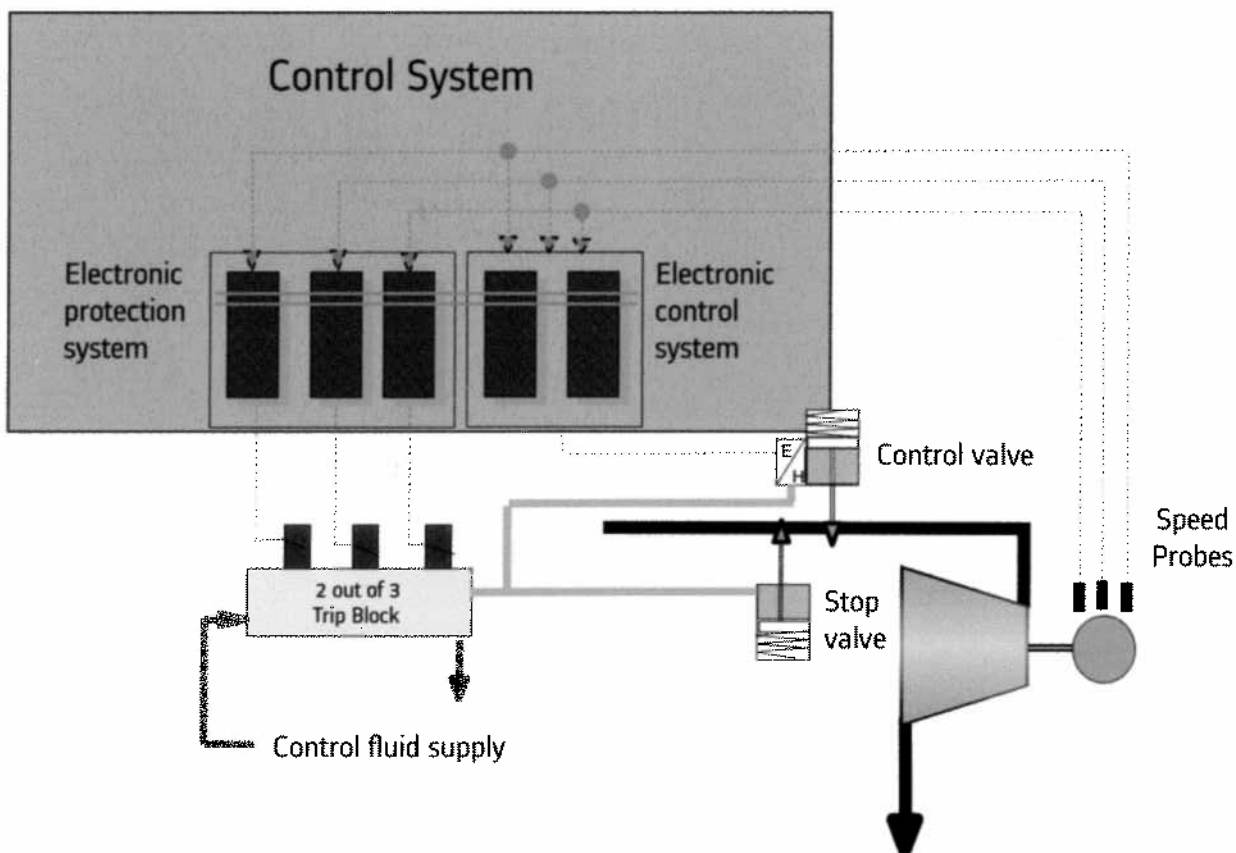 Control System
Electronic
protection
system
Electronic
control
system
E
H
Control valve
Speed
Probes
2 out of 3
Trip Block
Stop
valve
Control fluid supply